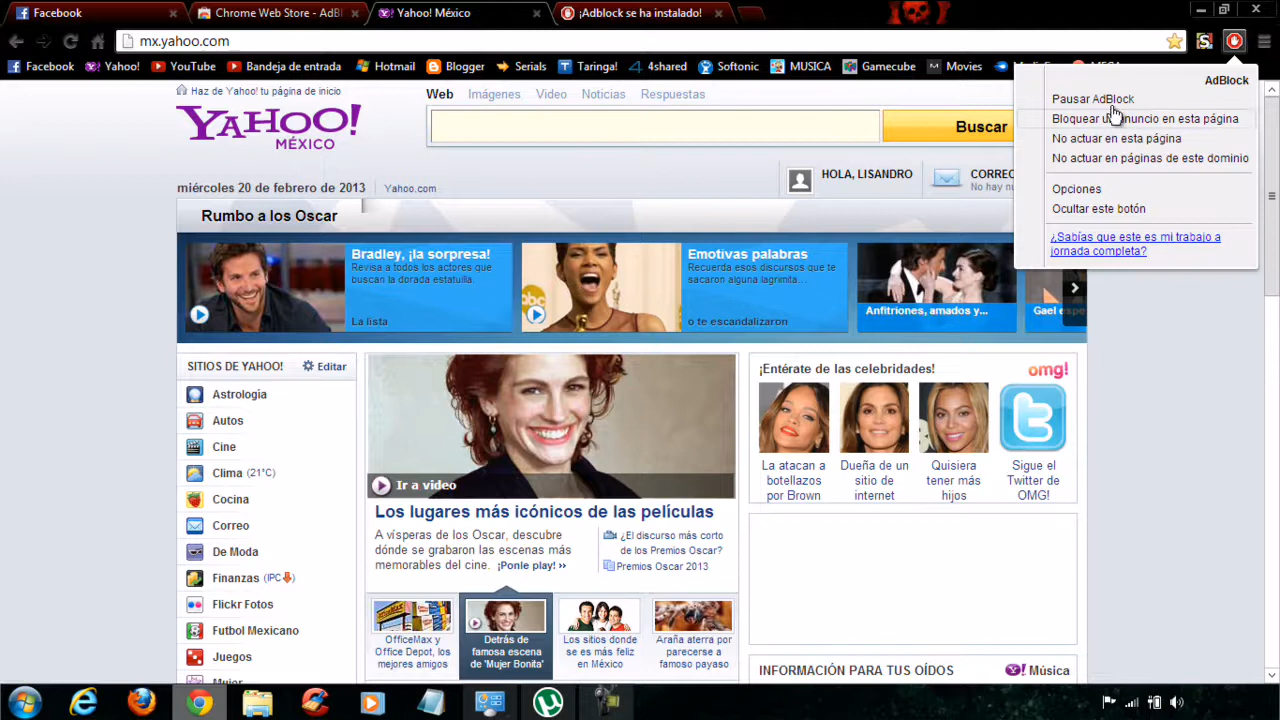 Facebook
Chrome Web Store - AdBl
Yahoo! México
¡Adblock se ha instalado!
mx.yahoo.com
Facebook
Yahoo!
YouTube
Bandeja de entrada
Hotmail
Blogger
Serials
Taringa!
4shared
Softonic
MUSICA
Gamecube
Movies
AdBlock
Pausar AdBlock
Bloquear un anuncio en esta página
No actuar en esta página
No actuar en páginas de este dominio
Opciones
Ocultar este botón
¿Sabías que este es mi trabajo a
jornada completa?
Haz de Yahoo! tu página de inicio
YAHOO!
MÉXICO
Web
Imágenes
Video
Noticias
Respuestas
Buscar
miércoles 20 de febrero de 2013
Yahoo.com
HOLA, LISANDRO
CORREO
No hay nu
Rumbo a los Oscar
Bradley, ¡la sorpresa!
Revisa a todos los actores que
buscan la dorada estatuilla.
La lista
abc
Emotivas palabras
Recuerda esos discursos que te
sacaron alguna lagrimita...
o te escandalizaron
Anfitriones, amados y...
Gael espe
SITIOS DE YAHOO!
Editar
Astrología
Autos
Cine
Clima (21°C)
Cocina
Correo
De Moda
Finanzas (IPC)
Flickr Fotos
Futbol Mexicano
Juegos
Mujer
Ir a video
Los lugares más icónicos de las películas
A vísperas de los Oscar, descubre
dónde se grabaron las escenas más
memorables del cine. ¡Ponle play! ››
¿El discurso más corto
de los Premios Oscar?
Premios Oscar 2013
OfficeMax y
Office Depot, los
mejores amigos
Detrás de
famosa escena
de 'Mujer Bonita'
Los sitios donde
se es más feliz
en México
Araña aterra por
parecerse a
famoso payaso
¡Entérate de las celebridades!
omg!
La atacan a
botellazos
por Brown
Dueña de un
sitio de
internet
Quisiera
tener más
hijos
Sigue el
Twitter de
OMG!
INFORMACIÓN PARA TUS OÍDOS
Y! Música